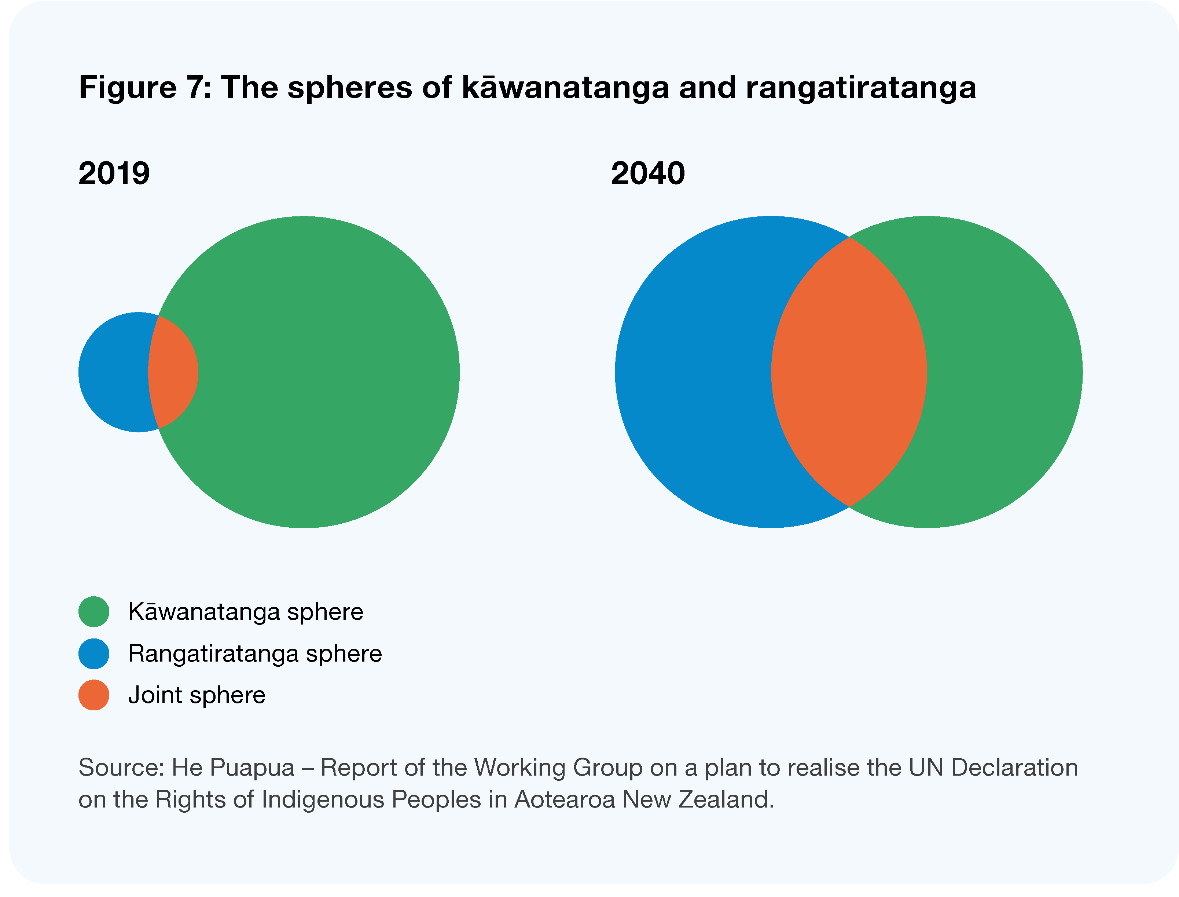 Figure 7: The spheres of kāwanatanga and rangatiratanga
2019
2040
Kāwanatanga sphere
Rangatiratanga sphere
Joint sphere
Source: He Puapua – Report of the Working Group on a plan to realise the UN Declaration
on the Rights of Indigenous Peoples in Aotearoa New Zealand.